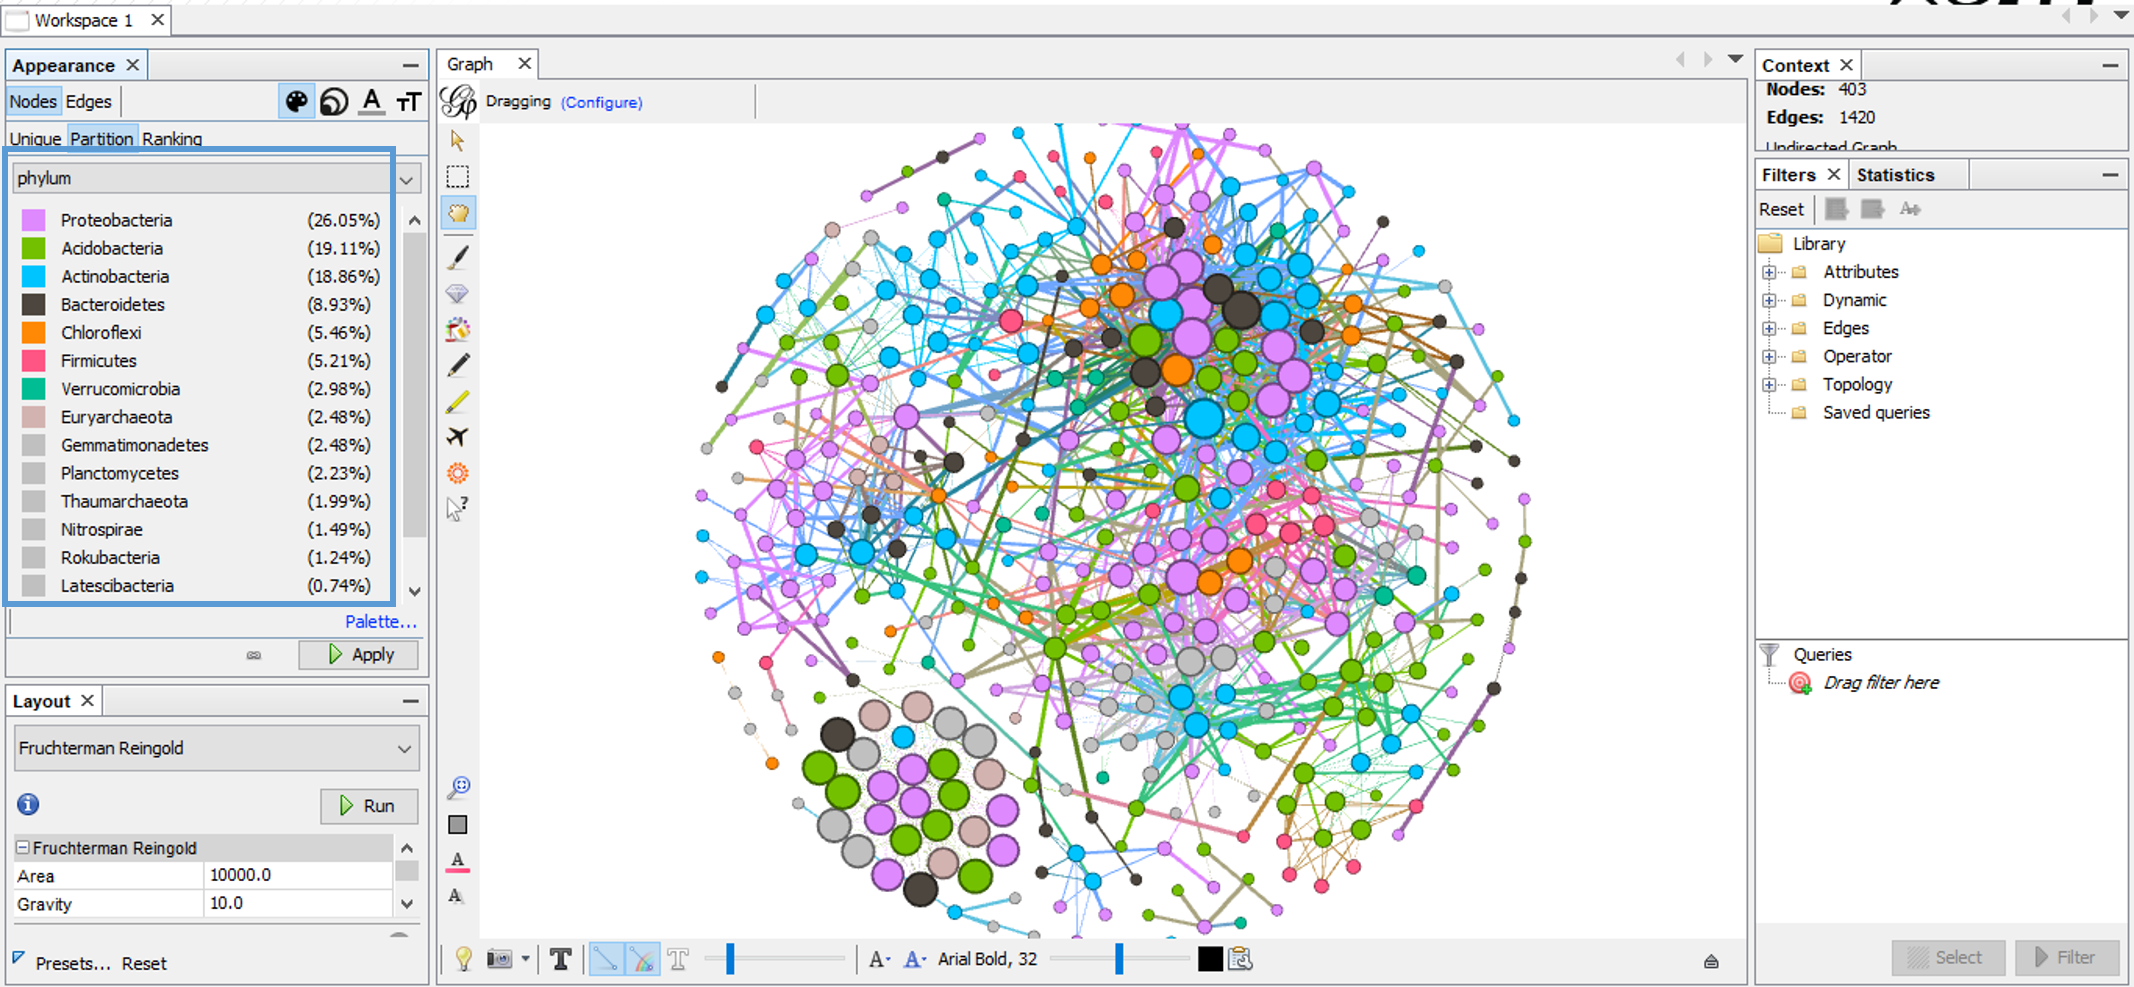 Workspace 1
Appearance
Nodes Edges
Unique Partition Ranking
phylum
Proteobacteria (26.05%)
Acidobacteria (19.11%)
Actinobacteria (18.86%)
Bacteroidetes (8.93%)
Chloroflexi (5.46%)
Firmicutes (5.21%)
Verrucomicrobia (2.98%)
Euryarchaeota (2.48%)
Gemmatimonadetes (2.48%)
Planctomycetes (2.23%)
Thaumarchaeota (1.99%)
Nitrospirae (1.49%)
Rokubacteria (1.24%)
Latescibacteria (0.74%)
Palette...
Apply
Layout
Fruchterman Reingold
Run
Fruchterman Reingold
Area 10000.0
Gravity 10.0
Presets... Reset
Graph
Dragging (Configure)
Arial Bold, 32
Context
Nodes: 403
Edges: 1420
Undirected Graph
Filters Statistics
Reset
Library
Attributes
Dynamic
Edges
Operator
Topology
Saved queries
Queries
Drag filter here
Select Filter